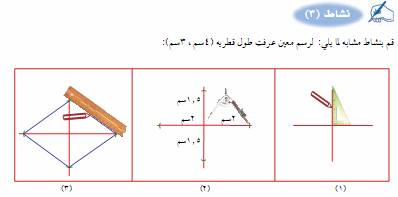 نشاط (٣)
قم بنشاط مشابه لما يلي: لرسم معين عرفت طول قطريه (٤سم ، ٣سم):
١,٥سم
٢سم
٢سم
١,٥سم
(١)
(٢)
(٣)